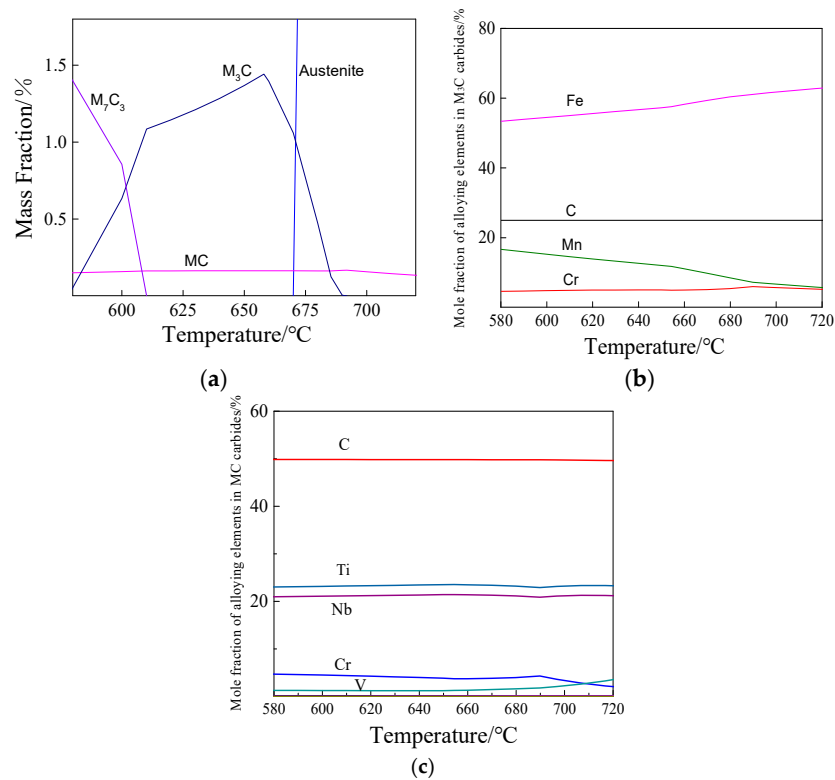 Mass Fraction/%
1.5
1.0
0.5
M7C3
M3C
Austenite
MC
600 625 650 675 700
Temperature/℃
(a)
Mole fraction of alloying elements in M3C carbides/%
80
60
40
20
Fe
C
Mn
Cr
580 600 620 640 660 680 700 720
Temperature/℃
(b)
Mole fraction of alloying elements in MC carbides/%
60
40
20
C
Ti
Nb
Cr
V
580 600 620 640 660 680 700 720
Temperature/℃
(c)